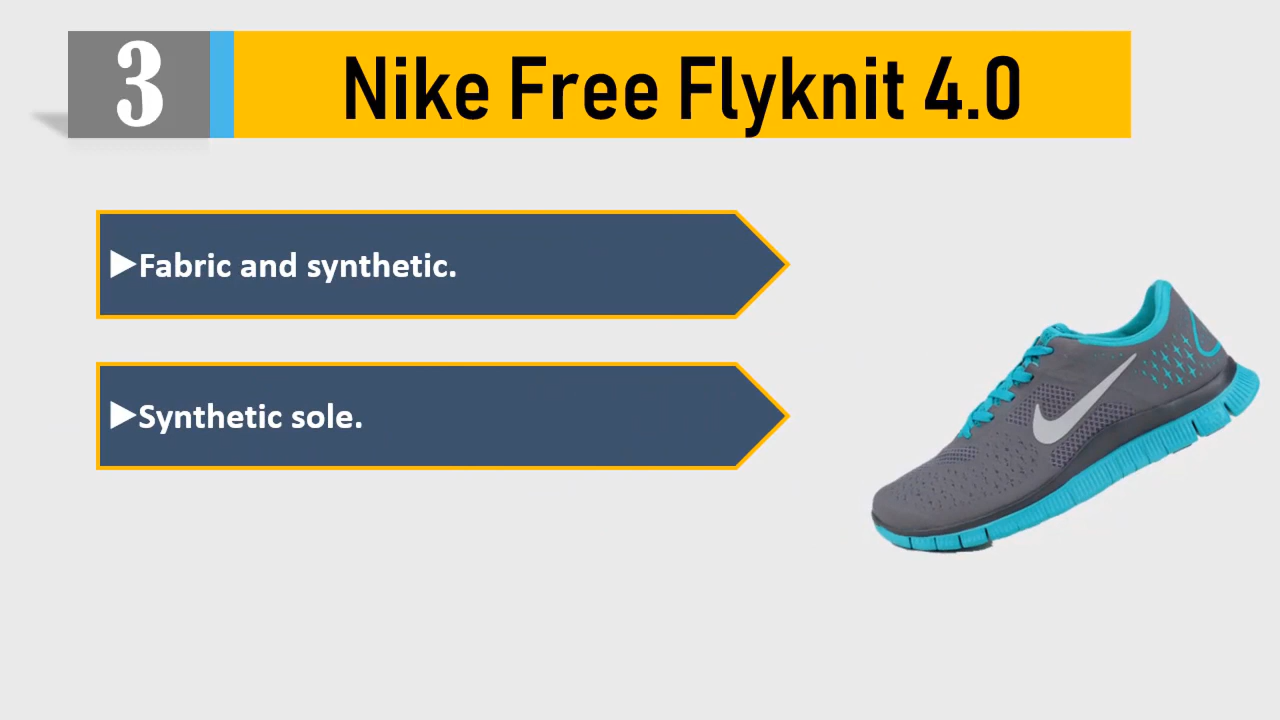 3
Nike Free Flyknit 4.0
►Fabric and synthetic.
►Synthetic sole.